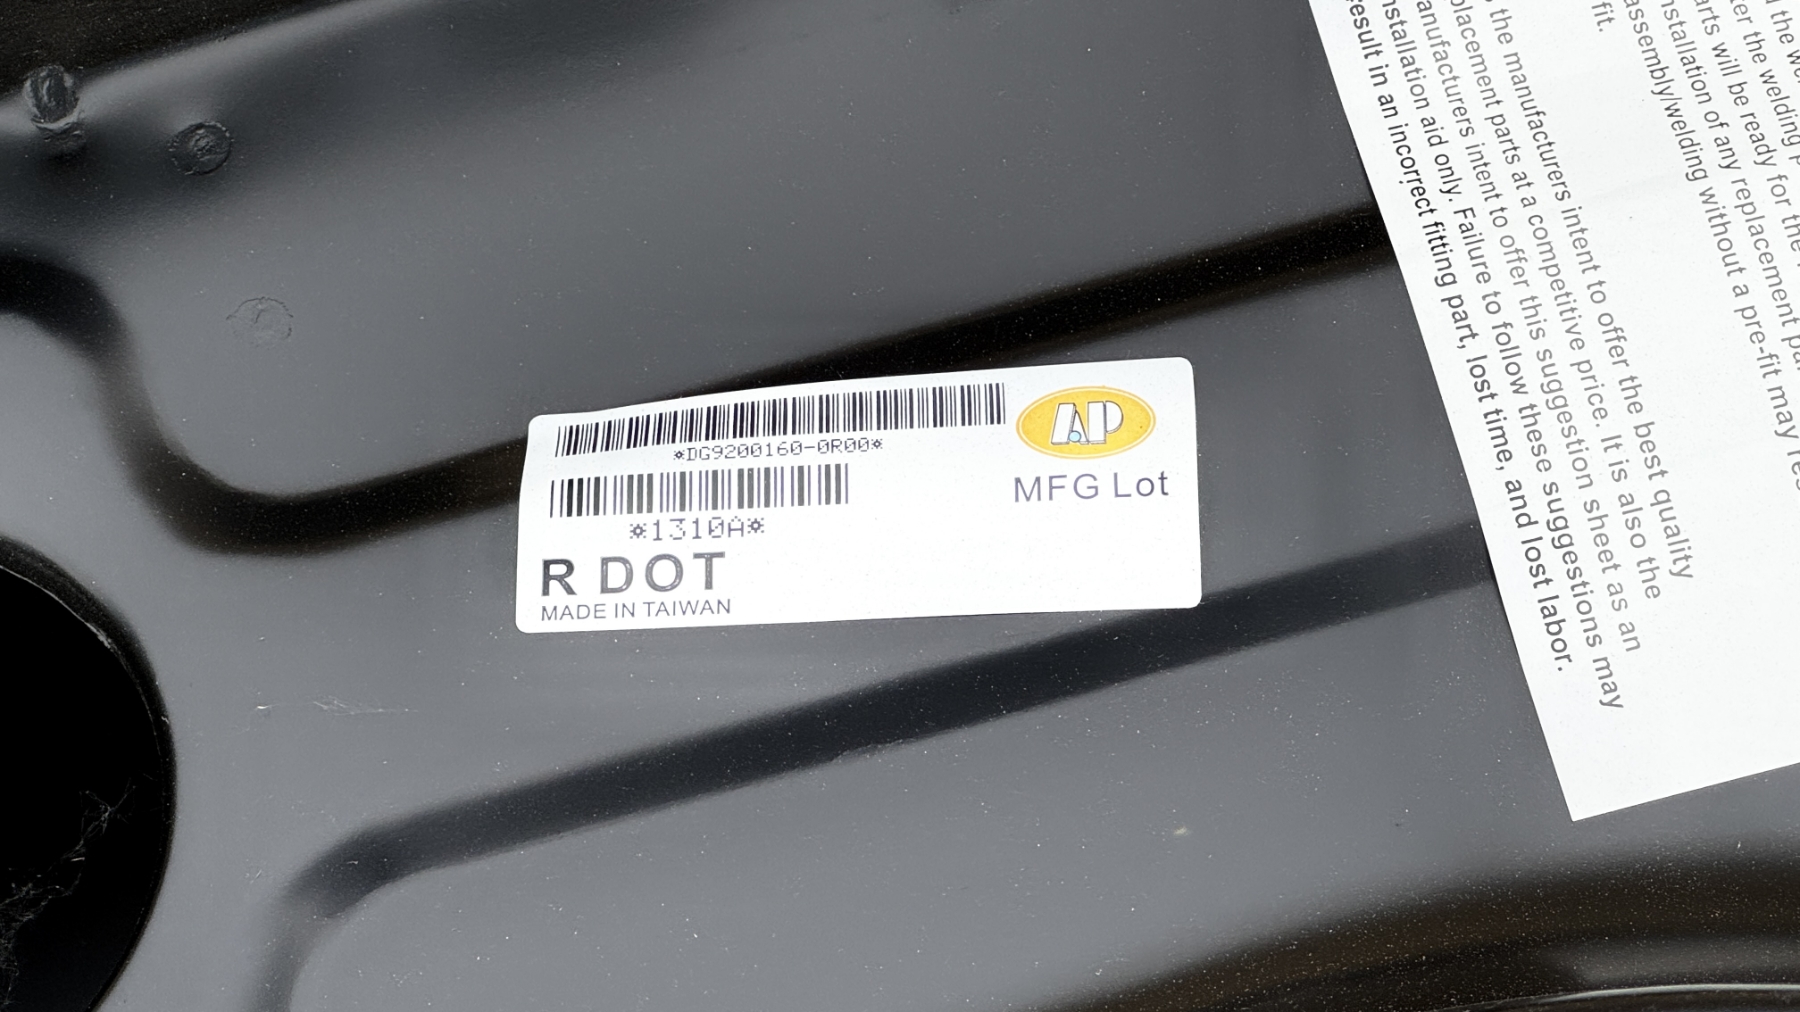 *DG9200160-0R00*
AP
*1310A*
MFG Lot
R DOT
MADE IN TAIWAN
the manufacturers intent to offer the best quality
placement parts at a competitive price. It is also the
manufacturers intent to offer this suggestion sheet as an
installation aid only. Failure to follow these suggestions may
result in an incorrect fitting part, lost time, and lost labor.
the
the welding
parts will be ready for the
installation of any replacement
assembly/welding without a pre-fit may
fit.